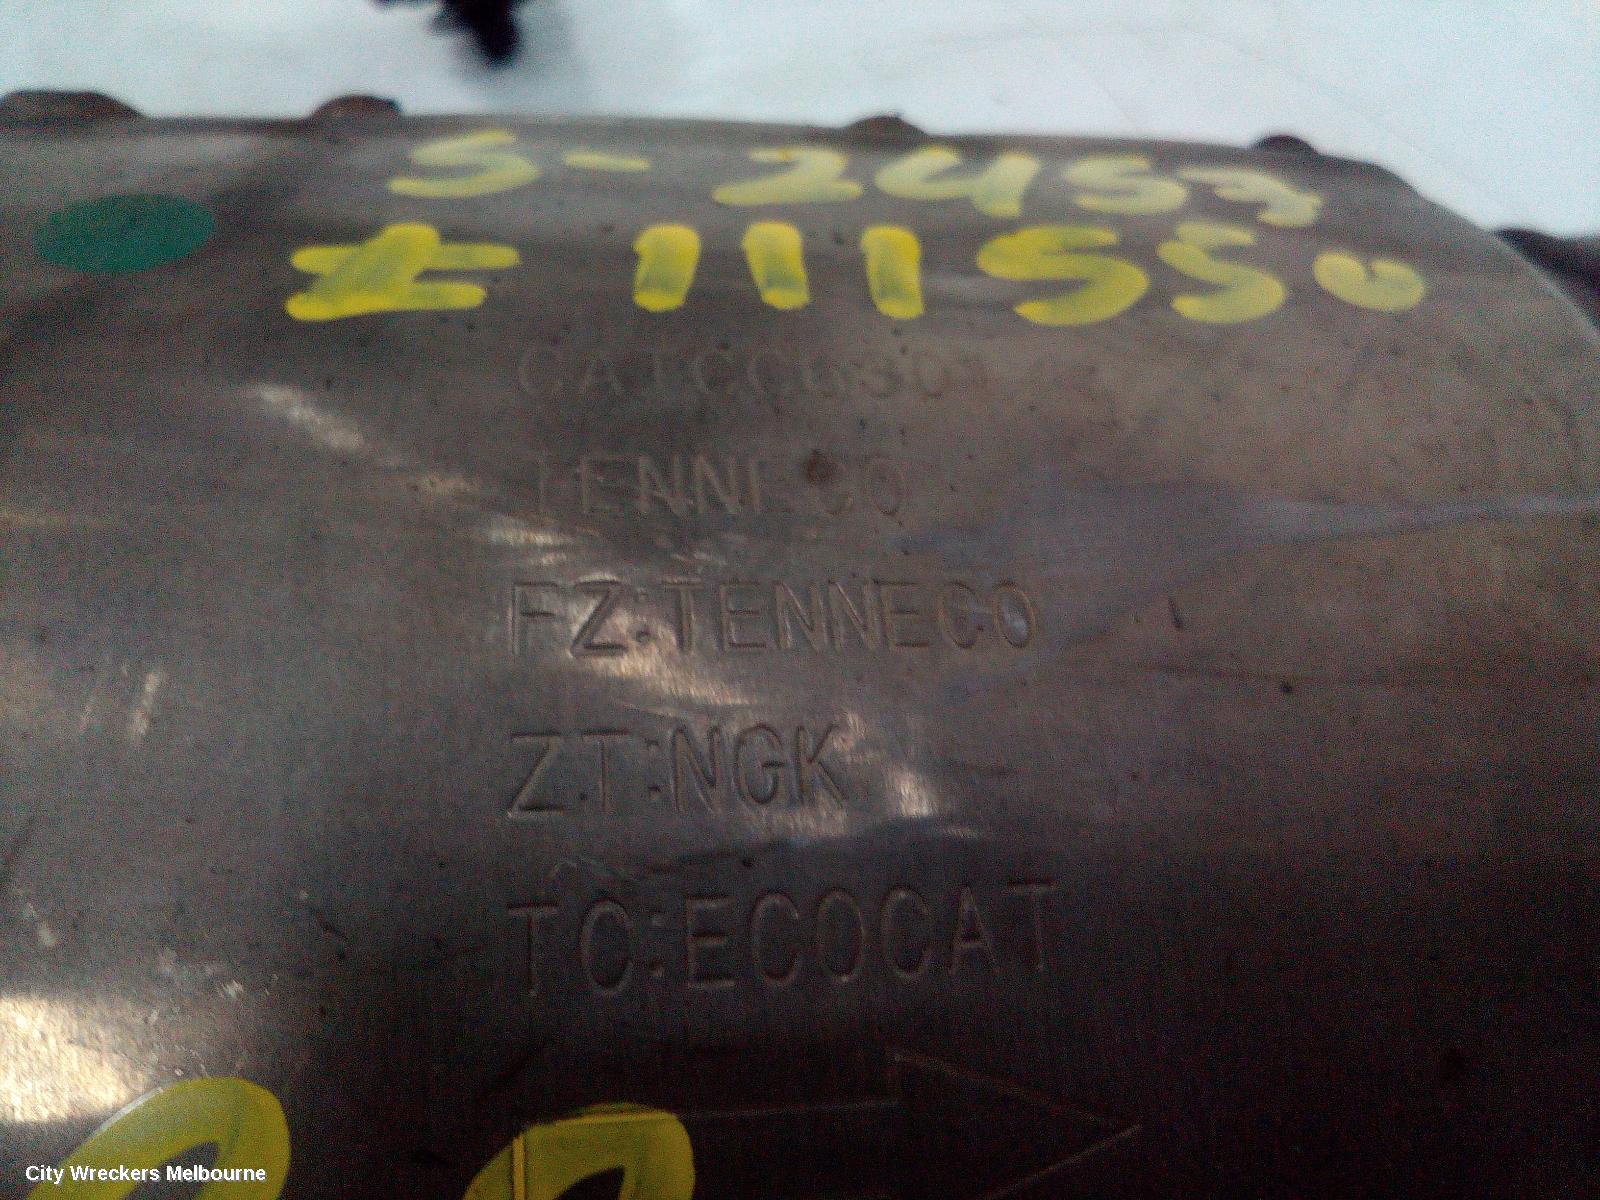 S-2453
± 111550
TENNECO
FZ:TENNECO
ZT:NGK
TC:ECOCAT
City Wreckers Melbourne